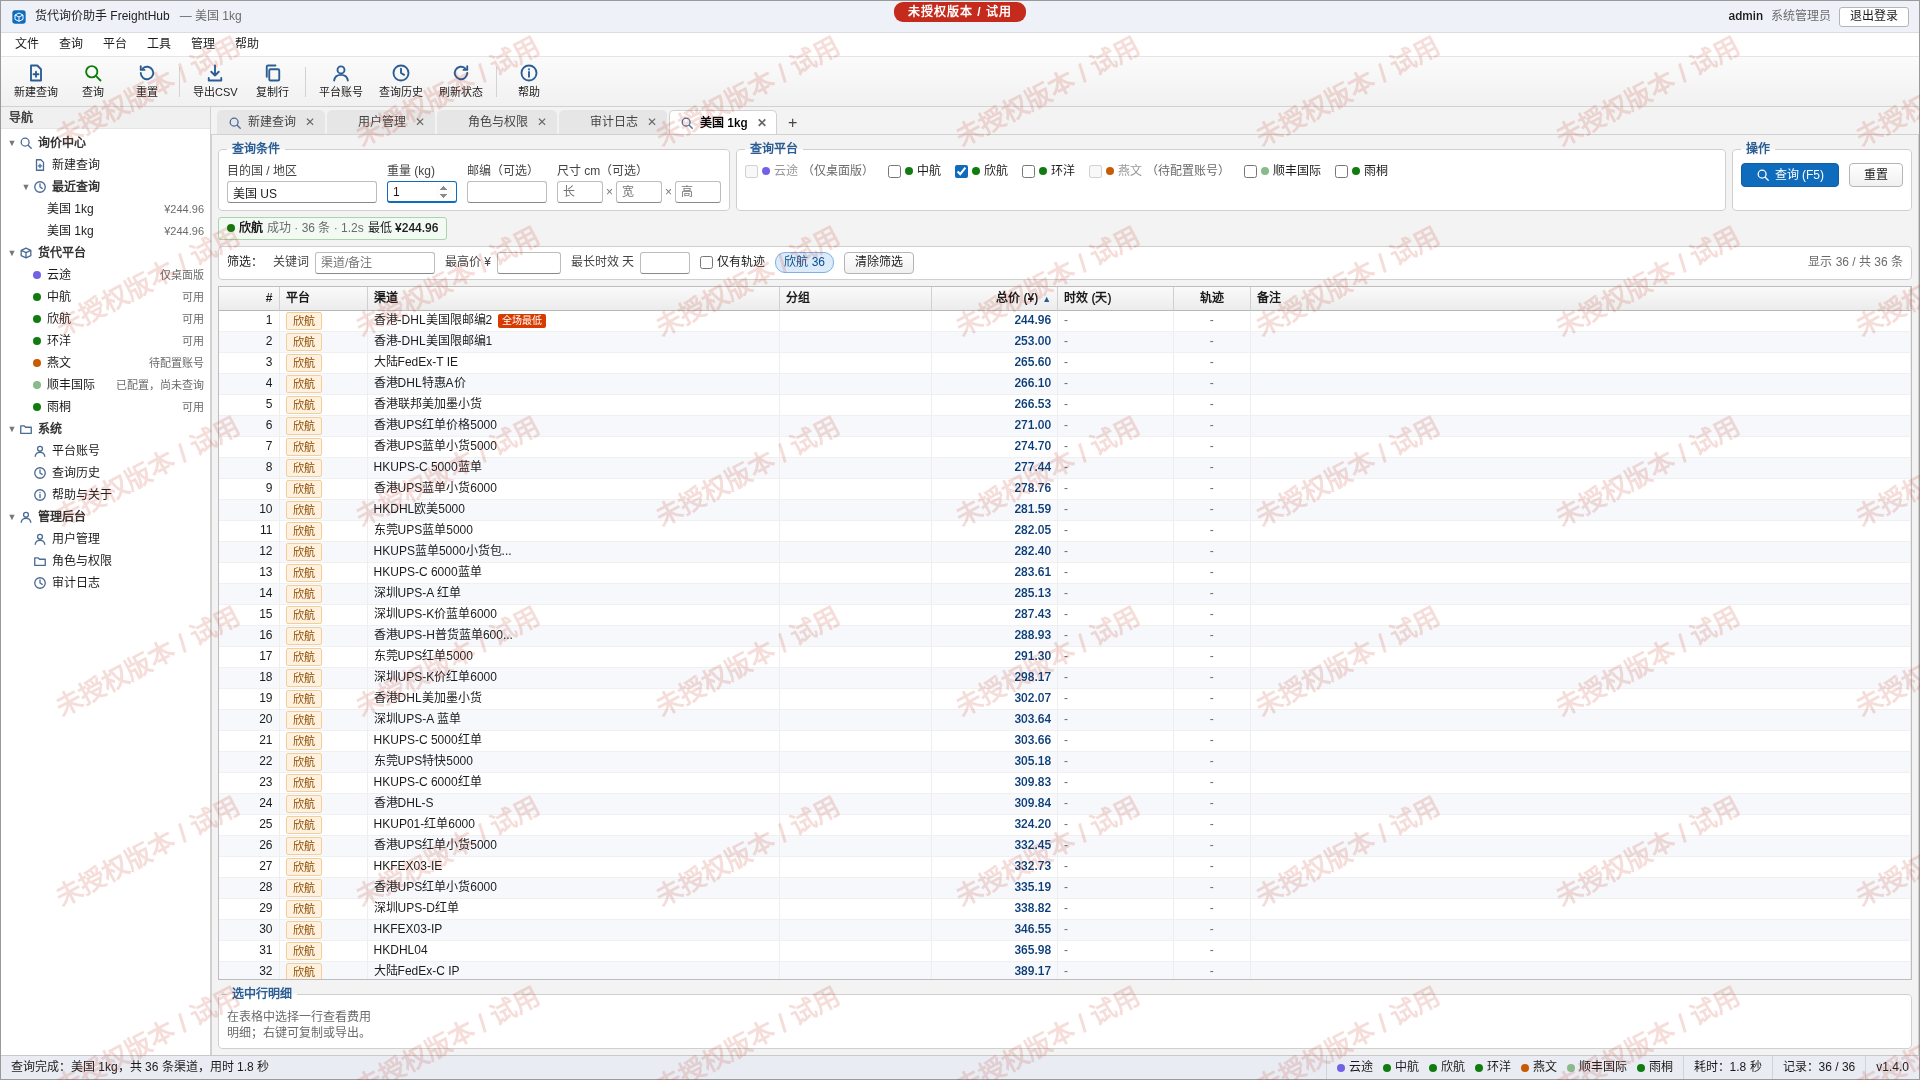 货代询价助手 FreightHub — 美国 1kg
未授权版本 / 试用
admin 系统管理员 退出登录
文件 查询 平台 工具 管理 帮助
新建查询 查询 重置 导出CSV 复制行 平台账号 查询历史 刷新状态 帮助
导航
询价中心
新建查询
最近查询
美国 1kg ¥244.96
美国 1kg ¥244.96
货代平台
云途 仅桌面版
中航 可用
欣航 可用
环洋 可用
燕文 待配置账号
顺丰国际 已配置，尚未查询
雨桐 可用
系统
平台账号
查询历史
帮助与关于
管理后台
用户管理
角色与权限
审计日志
新建查询 ✕ 用户管理 ✕ 角色与权限 ✕ 审计日志 ✕ 美国 1kg ✕ +
查询条件
目的国 / 地区 重量 (kg) 邮编（可选） 尺寸 cm（可选）
美国 US 1 长 × 宽 × 高
查询平台
云途 （仅桌面版） 中航 欣航 环洋 燕文 （待配置账号） 顺丰国际 雨桐
操作
查询 (F5) 重置
欣航 成功 · 36 条 · 1.2s 最低 ¥244.96
筛选： 关键词 渠道/备注 最高价 ¥ 最长时效 天 仅有轨迹 欣航 36 清除筛选 显示 36 / 共 36 条
# 平台 渠道 分组 总价 (¥) ▲ 时效 (天) 轨迹 备注
1 欣航 香港-DHL美国限邮编2 全场最低 244.96 - -
2 欣航 香港-DHL美国限邮编1 253.00 - -
3 欣航 大陆FedEx-T IE 265.60 - -
4 欣航 香港DHL特惠A价 266.10 - -
5 欣航 香港联邦美加墨小货 266.53 - -
6 欣航 香港UPS红单价格5000 271.00 - -
7 欣航 香港UPS蓝单小货5000 274.70 - -
8 欣航 HKUPS-C 5000蓝单 277.44 - -
9 欣航 香港UPS蓝单小货6000 278.76 - -
10 欣航 HKDHL欧美5000 281.59 - -
11 欣航 东莞UPS蓝单5000 282.05 - -
12 欣航 HKUPS蓝单5000小货包... 282.40 - -
13 欣航 HKUPS-C 6000蓝单 283.61 - -
14 欣航 深圳UPS-A 红单 285.13 - -
15 欣航 深圳UPS-K价蓝单6000 287.43 - -
16 欣航 香港UPS-H普货蓝单600... 288.93 - -
17 欣航 东莞UPS红单5000 291.30 - -
18 欣航 深圳UPS-K价红单6000 298.17 - -
19 欣航 香港DHL美加墨小货 302.07 - -
20 欣航 深圳UPS-A 蓝单 303.64 - -
21 欣航 HKUPS-C 5000红单 303.66 - -
22 欣航 东莞UPS特快5000 305.18 - -
23 欣航 HKUPS-C 6000红单 309.83 - -
24 欣航 香港DHL-S 309.84 - -
25 欣航 HKUP01-红单6000 324.20 - -
26 欣航 香港UPS红单小货5000 332.45 - -
27 欣航 HKFEX03-IE 332.73 - -
28 欣航 香港UPS红单小货6000 335.19 - -
29 欣航 深圳UPS-D红单 338.82 - -
30 欣航 HKFEX03-IP 346.55 - -
31 欣航 HKDHL04 365.98 - -
32 欣航 大陆FedEx-C IP 389.17 - -
选中行明细
在表格中选择一行查看费用
明细；右键可复制或导出。
查询完成：美国 1kg，共 36 条渠道，用时 1.8 秒
云途 中航 欣航 环洋 燕文 顺丰国际 雨桐 耗时：1.8 秒 记录：36 / 36 v1.4.0